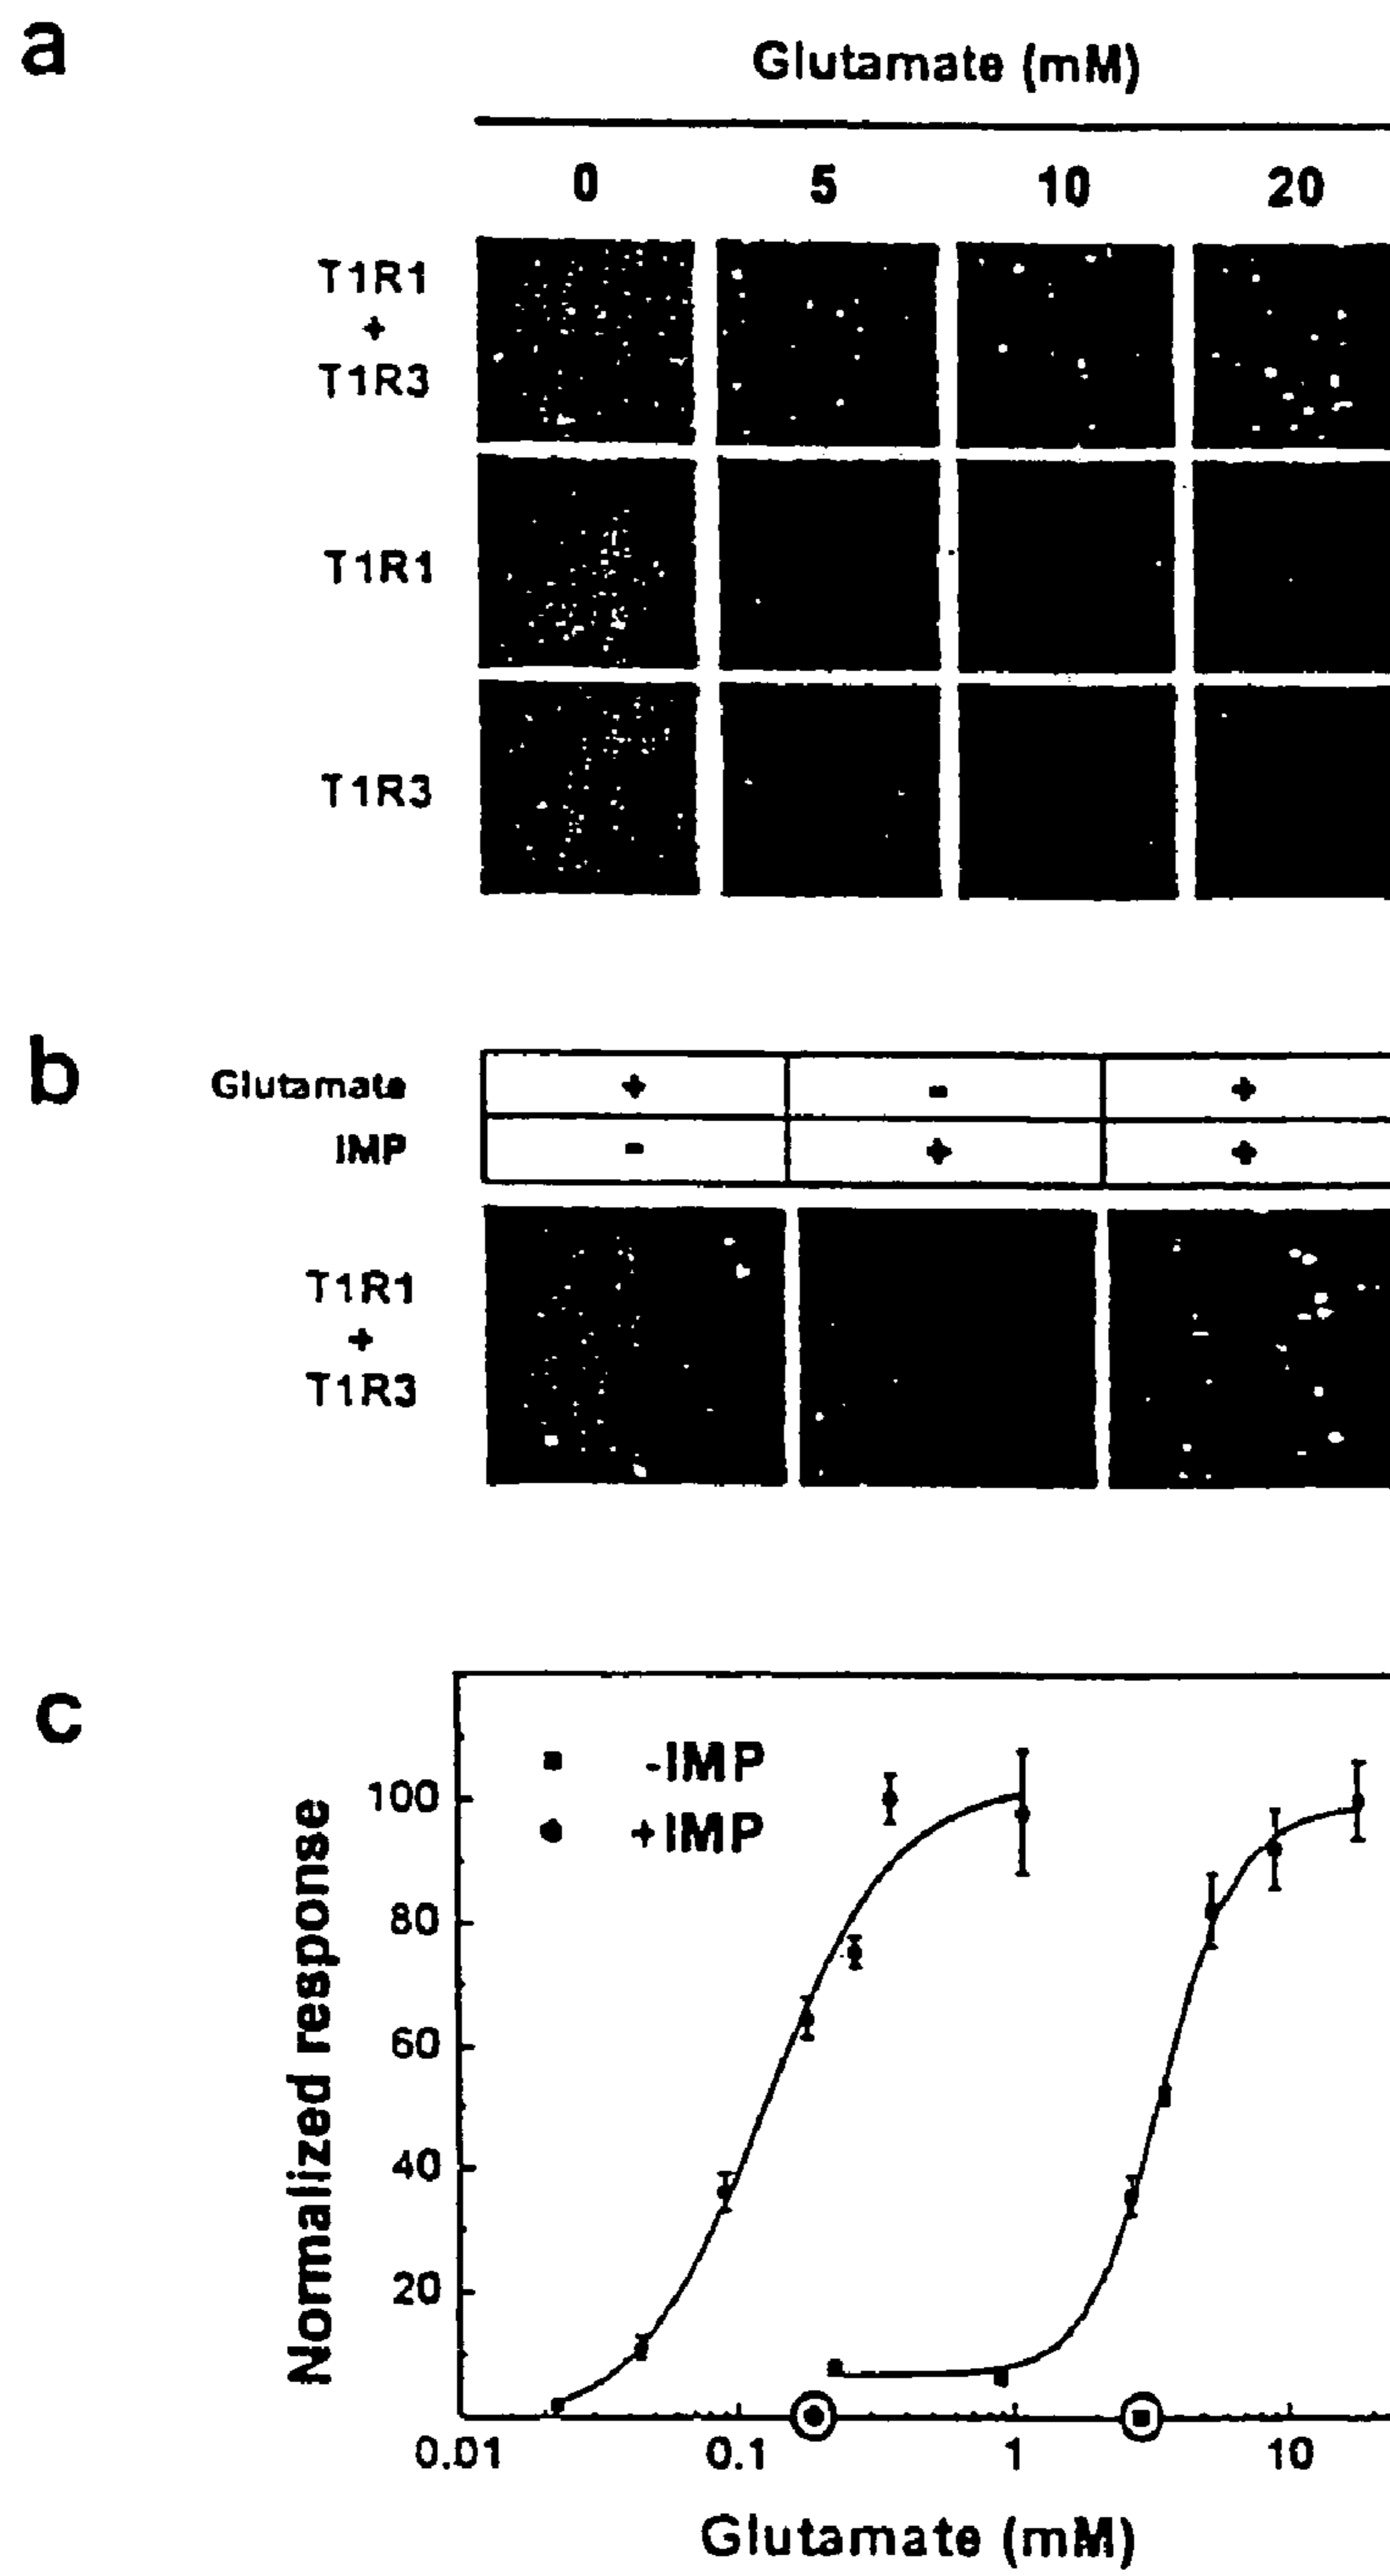 a
Glutamate (mM)
0 5 10 20
T1R1
+
T1R3
T1R1
T1R3
b
Glutamate + - +
IMP - + +
T1R1
+
T1R3
c
-IMP
+IMP
Normalized response
100
80
60
40
20
0.01 0.1 1 10
Glutamate (mM)